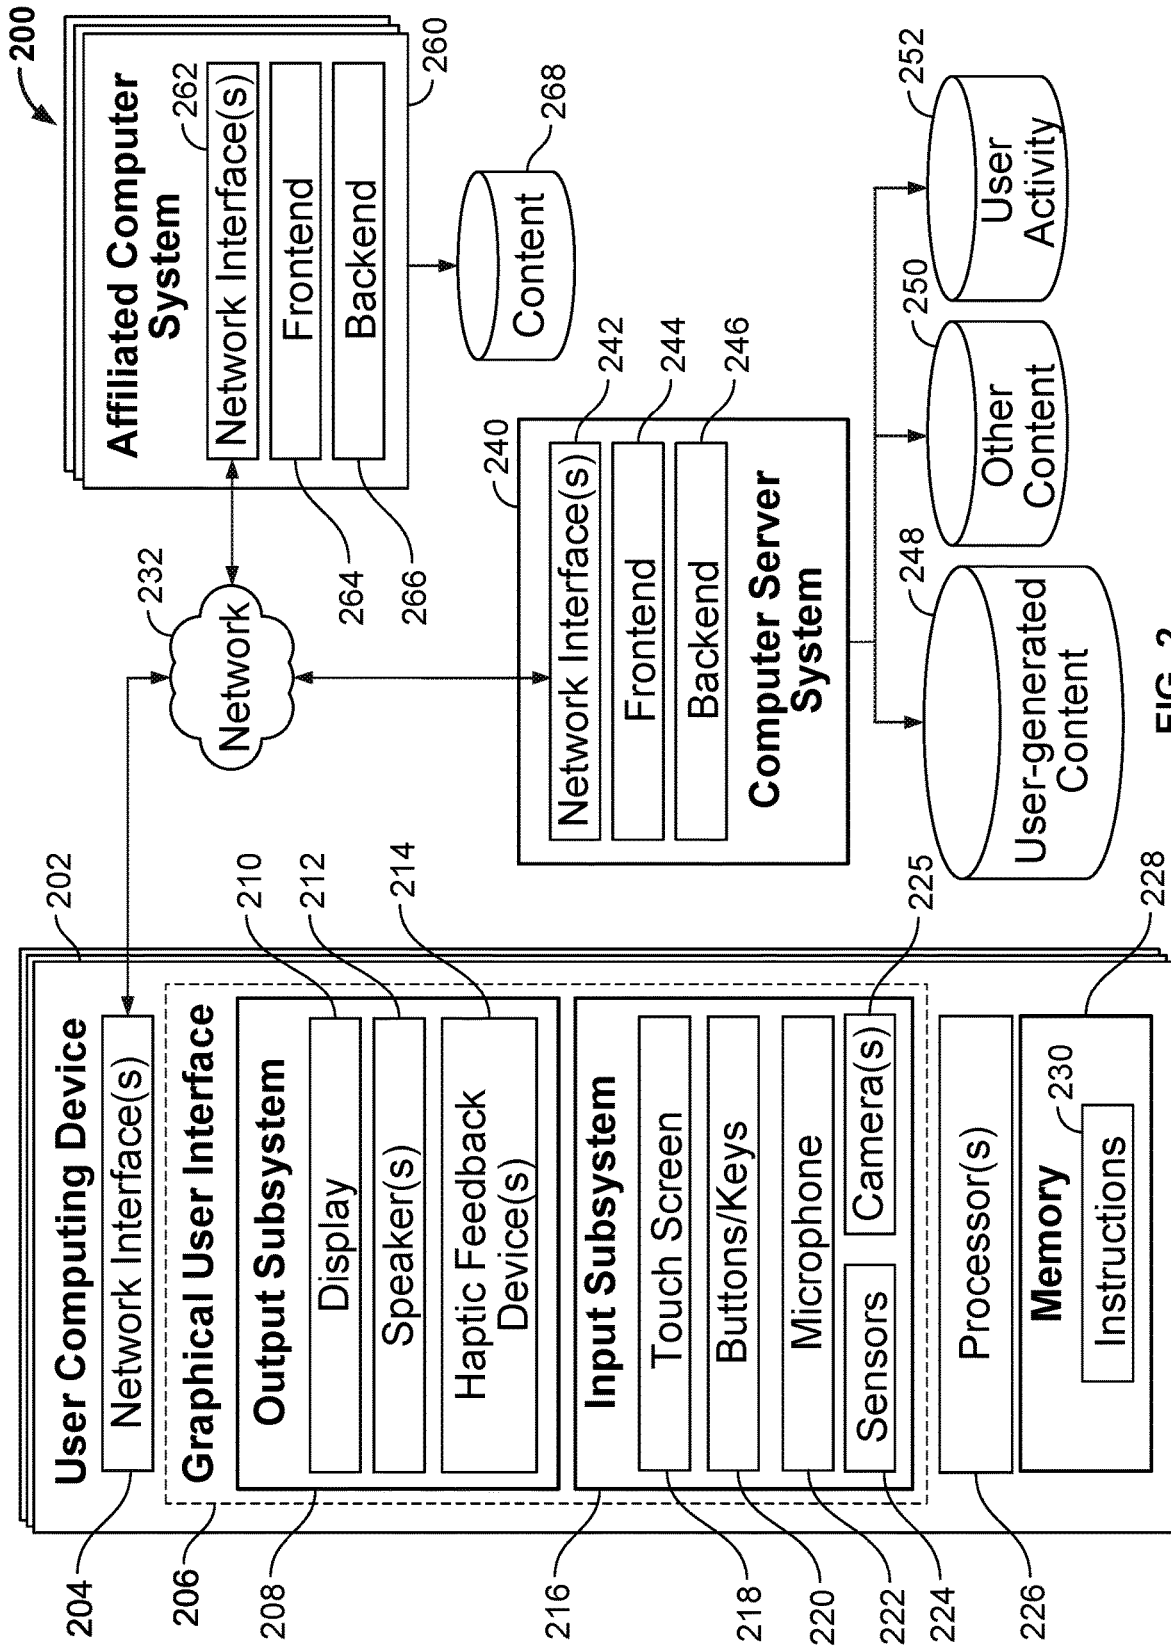 200
User Computing Device
202
204
Network Interface(s)
206
Graphical User Interface
208
Output Subsystem
Display
210
Speaker(s)
212
Haptic Feedback
Device(s)
214
216
Input Subsystem
218
Touch Screen
220
Buttons/Keys
222
Microphone
224
Sensors
Camera(s)
225
226
Processor(s)
Memory
228
Instructions
230
Network
232
240
Network Interface(s)
242
Frontend
244
Backend
246
Computer Server
System
User-generated
Content
248
Other
Content
250
User
Activity
252
Affiliated Computer
System
260
Network Interface(s)
262
Frontend
264
Backend
266
Content
268
FIG. 2